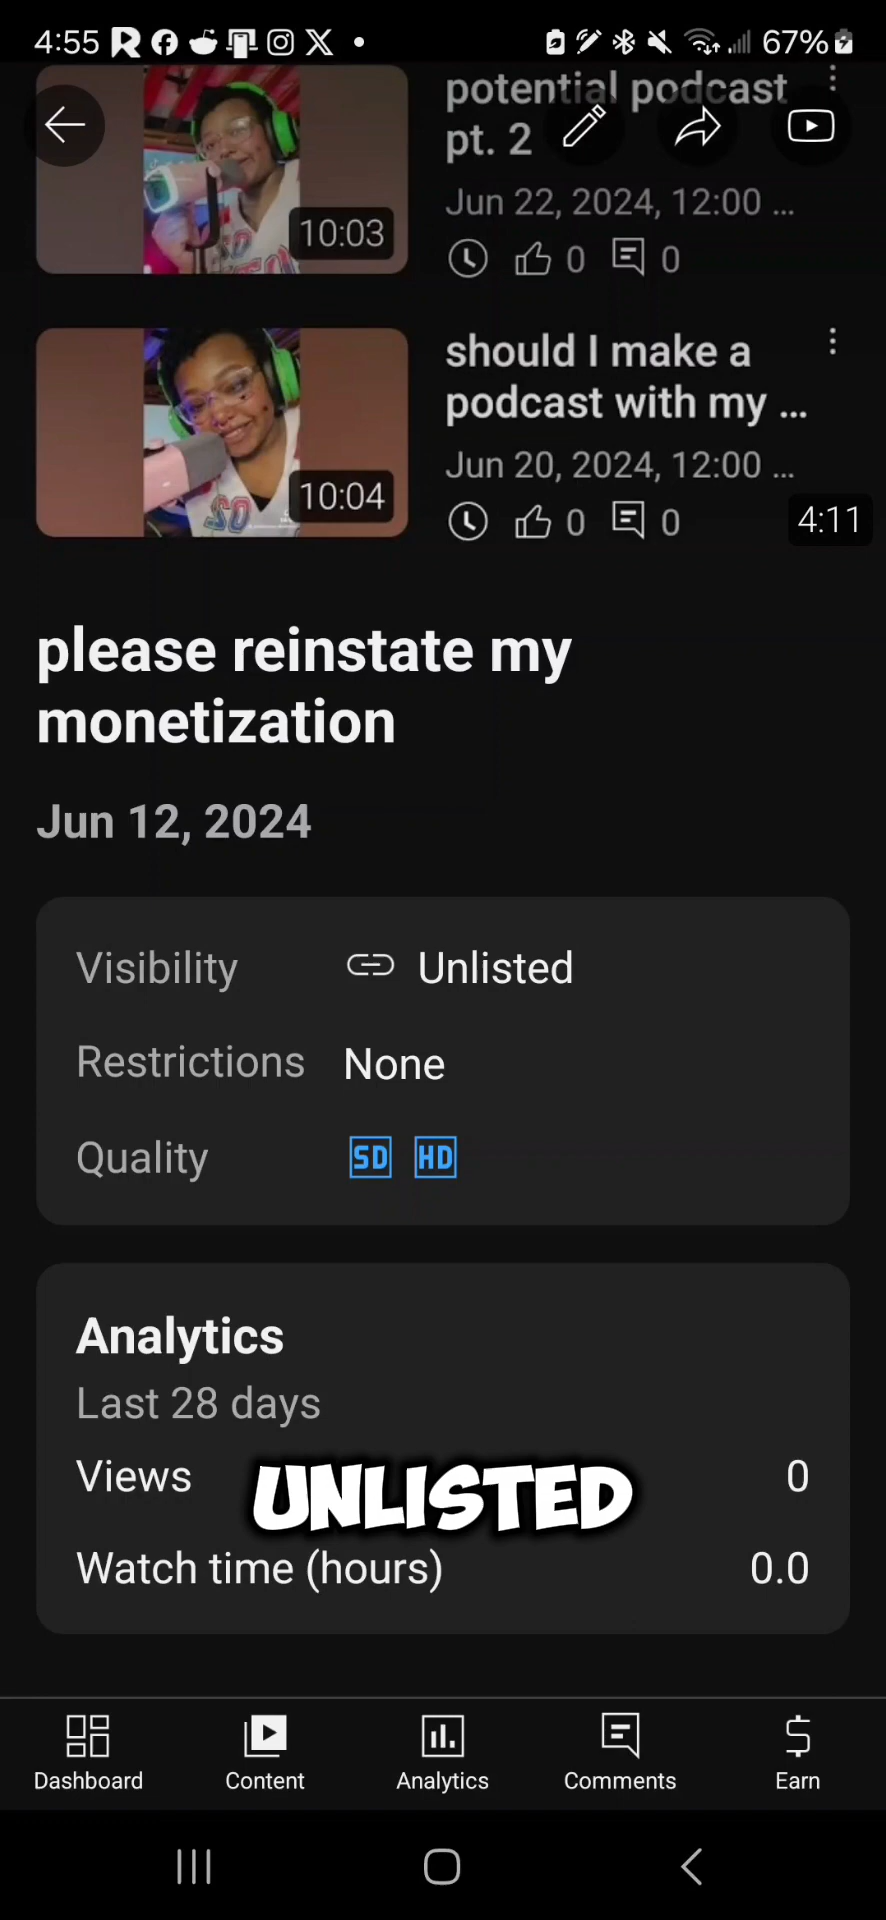 4:55
67%
potential podcast
pt. 2
10:03
Jun 22, 2024, 12:00 ...
0 0
should I make a
podcast with my ...
10:04
Jun 20, 2024, 12:00 ...
0 0
4:11
please reinstate my
monetization
Jun 12, 2024
Visibility Unlisted
Restrictions None
Quality SD HD
Analytics
Last 28 days
Views 0
UNLISTED
Watch time (hours) 0.0
Dashboard Content Analytics Comments Earn